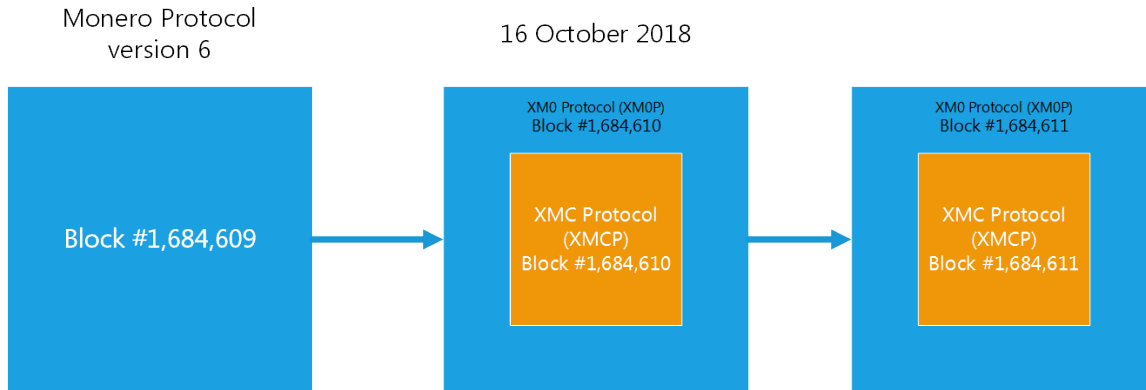 Monero Protocol
version 6
16 October 2018
Block #1,684,609
XM0 Protocol (XM0P)
Block #1,684,610
XMC Protocol
(XMCP)
Block #1,684,610
XM0 Protocol (XM0P)
Block #1,684,611
XMC Protocol
(XMCP)
Block #1,684,611